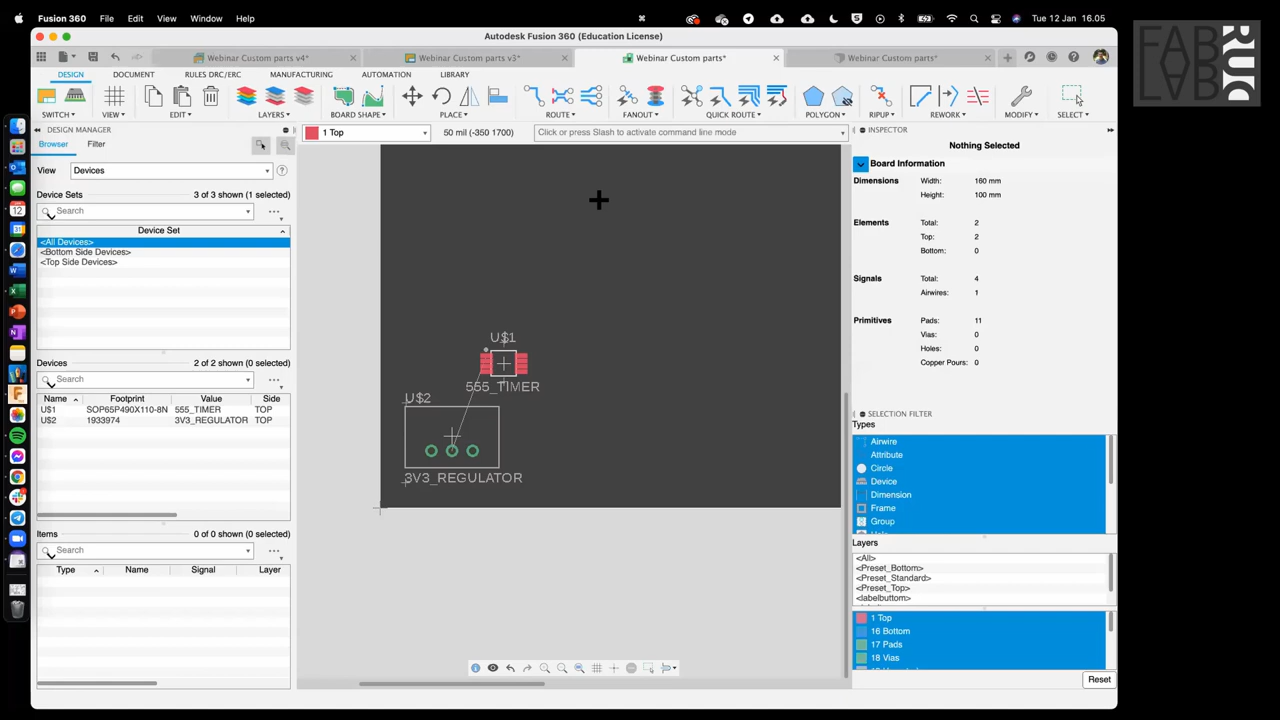 Fusion 360 File Edit View Window Help
Tue 12 Jan 16.05
Autodesk Fusion 360 (Education License)
Webinar Custom parts v4*
Webinar Custom parts v3*
Webinar Custom parts*
Webinar Custom parts*
DESIGN DOCUMENT RULES DRC/ERC MANUFACTURING AUTOMATION LIBRARY
SWITCH VIEW EDIT LAYERS BOARD SHAPE PLACE ROUTE FANOUT QUICK ROUTE POLYGON RIPUP REWORK MODIFY SELECT
DESIGN MANAGER
Browser Filter
View Devices
Device Sets 3 of 3 shown (1 selected)
Search
Device Set
<All Devices>
<Bottom Side Devices>
<Top Side Devices>
Devices 2 of 2 shown (0 selected)
Search
Name Footprint Value Side
U$1 SOP65P490X110-8N 555_TIMER TOP
U$2 1933974 3V3_REGULATOR TOP
Items 0 of 0 shown (0 selected)
Search
Type Name Signal Layer
1 Top
50 mil (-350 1700)
Click or press Slash to activate command line mode
U$1
555_TIMER
U$2
3V3_REGULATOR
INSPECTOR
Nothing Selected
Board Information
Dimensions Width: 160 mm
Height: 100 mm
Elements Total: 2
Top: 2
Bottom: 0
Signals Total: 4
Airwires: 1
Primitives Pads: 11
Vias: 0
Holes: 0
Copper Pours: 0
SELECTION FILTER
Types
Airwire
Attribute
Circle
Device
Dimension
Frame
Group
Layers
<All>
<Preset_Bottom>
<Preset_Standard>
<Preset_Top>
<labelbuttom>
1 Top
16 Bottom
17 Pads
18 Vias
Reset
FAB
LAB
RUC